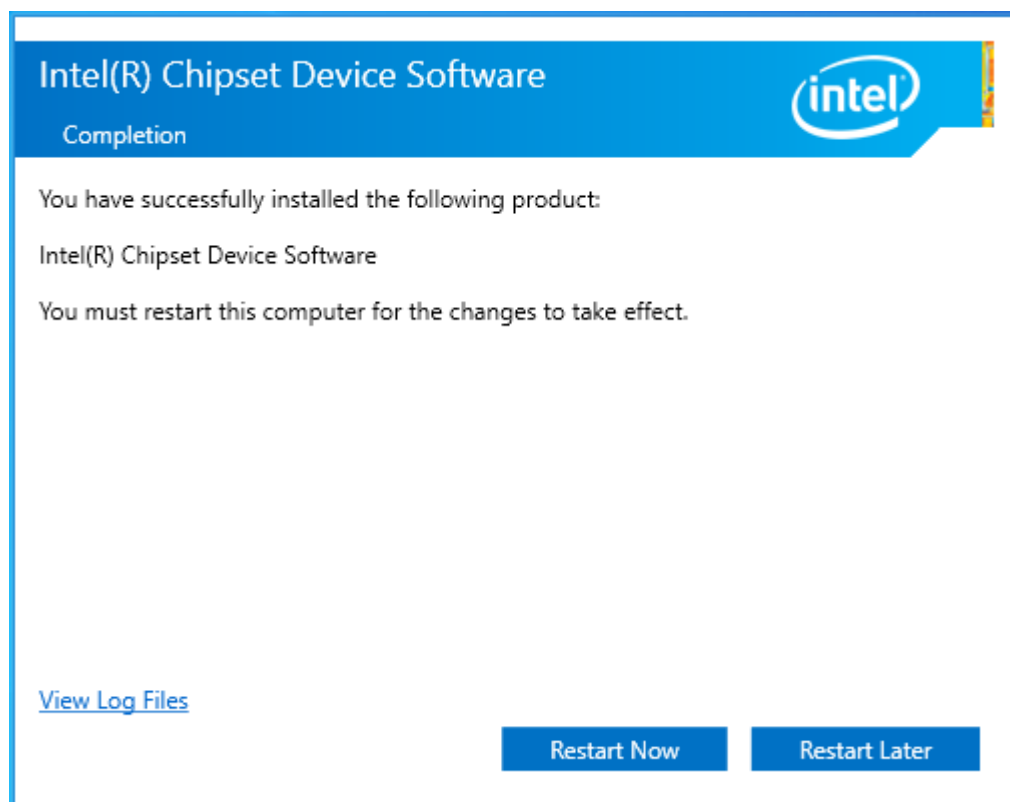 Intel(R) Chipset Device Software
intel
Completion
You have successfully installed the following product:
Intel(R) Chipset Device Software
You must restart this computer for the changes to take effect.
View Log Files
Restart Now
Restart Later